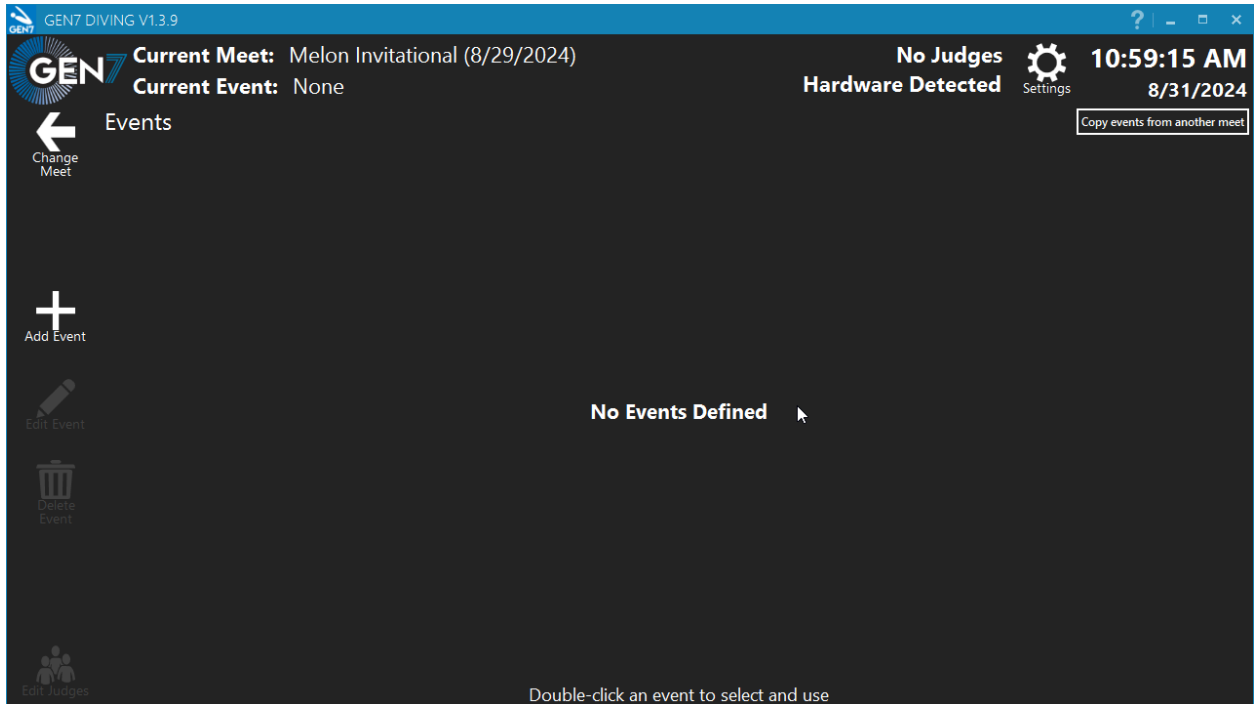 GEN7 DIVING V1.3.9
?
GEN7
GEN7
Current Meet: Melon Invitational (8/29/2024)
Current Event: None
No Judges
Hardware Detected
Settings
10:59:15 AM
8/31/2024
Change
Meet
Events
Copy events from another meet
Add Event
Edit Event
No Events Defined
Delete
Event
Edit Judges
Double-click an event to select and use